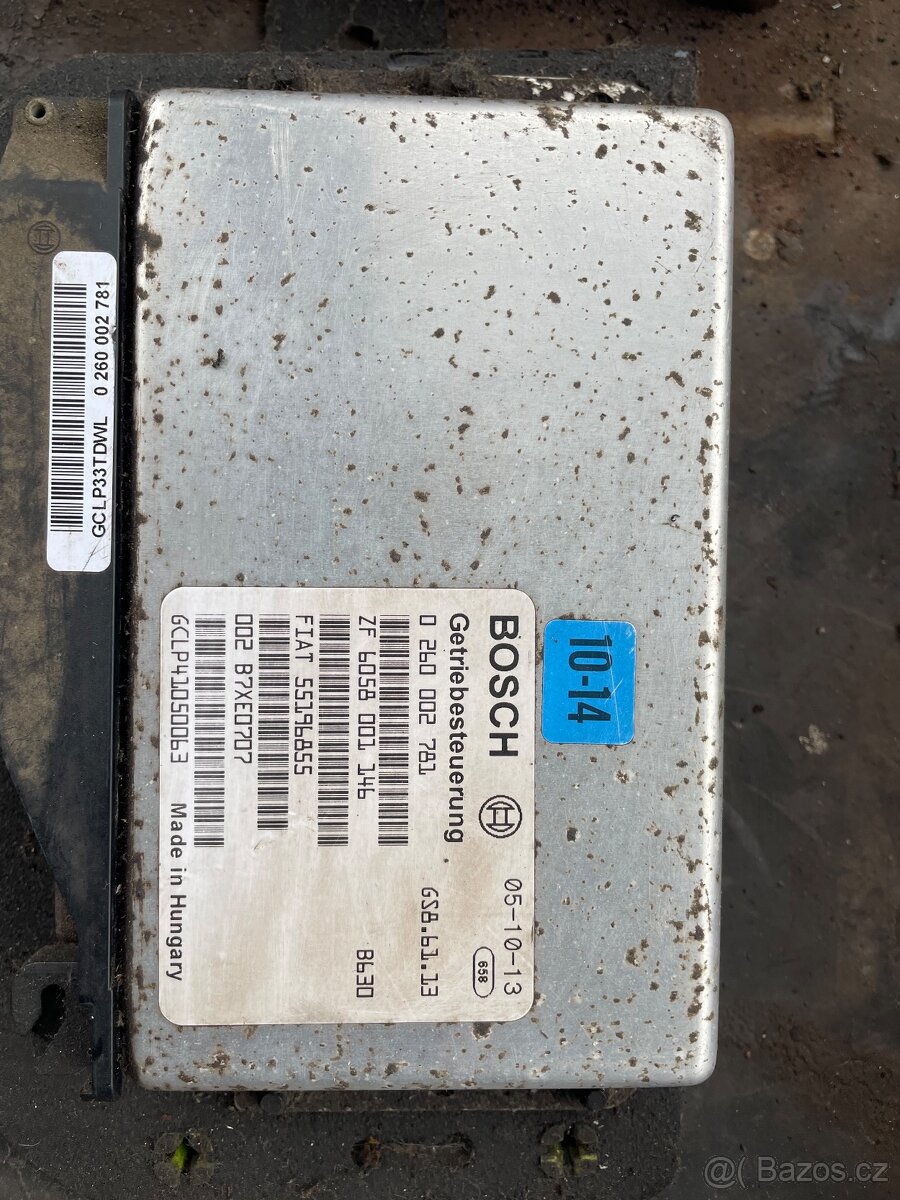 GCLP33TDWL 0 260 002 781
10-14
BOSCH 05-10-13
Getriebesteuerung 658
0 260 002 781 GS8.61.13
ZF 6058 001 146 B630
FIAT 55196855
002 B7XE0707
GCLP41050063 Made in Hungary
@( Bazos.cz